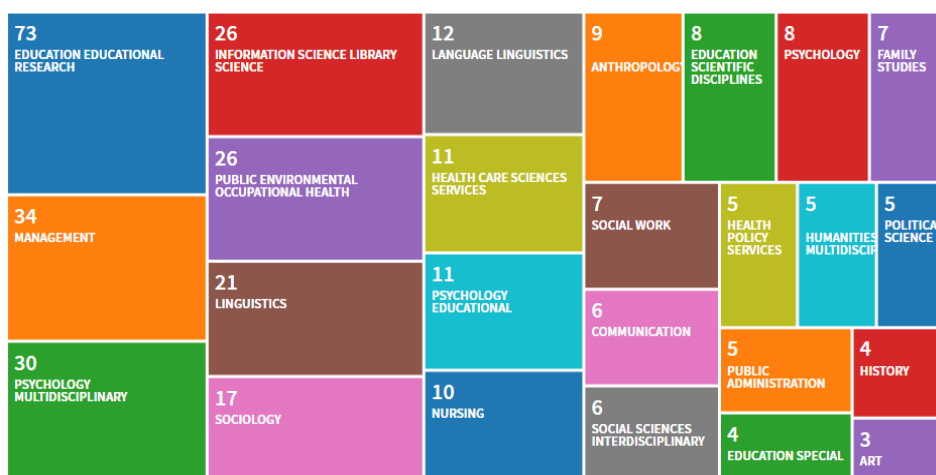 73
EDUCATION EDUCATIONAL
RESEARCH
34
MANAGEMENT
30
PSYCHOLOGY
MULTIDISCIPLINARY
26
INFORMATION SCIENCE LIBRARY
SCIENCE
26
PUBLIC ENVIRONMENTAL
OCCUPATIONAL HEALTH
21
LINGUISTICS
17
SOCIOLOGY
12
LANGUAGE LINGUISTICS
11
HEALTH CARE SCIENCES
SERVICES
11
PSYCHOLOGY
EDUCATIONAL
10
NURSING
9
ANTHROPOLOGY
8
EDUCATION
SCIENTIFIC
DISCIPLINES
8
PSYCHOLOGY
7
FAMILY
STUDIES
7
SOCIAL WORK
6
COMMUNICATION
6
SOCIAL SCIENCES
INTERDISCIPLINARY
5
HEALTH
POLICY
SERVICES
5
HUMANITIES
MULTIDISCIP
5
POLITICA
SCIENCE
5
PUBLIC
ADMINISTRATION
4
HISTORY
4
EDUCATION SPECIAL
3
ART